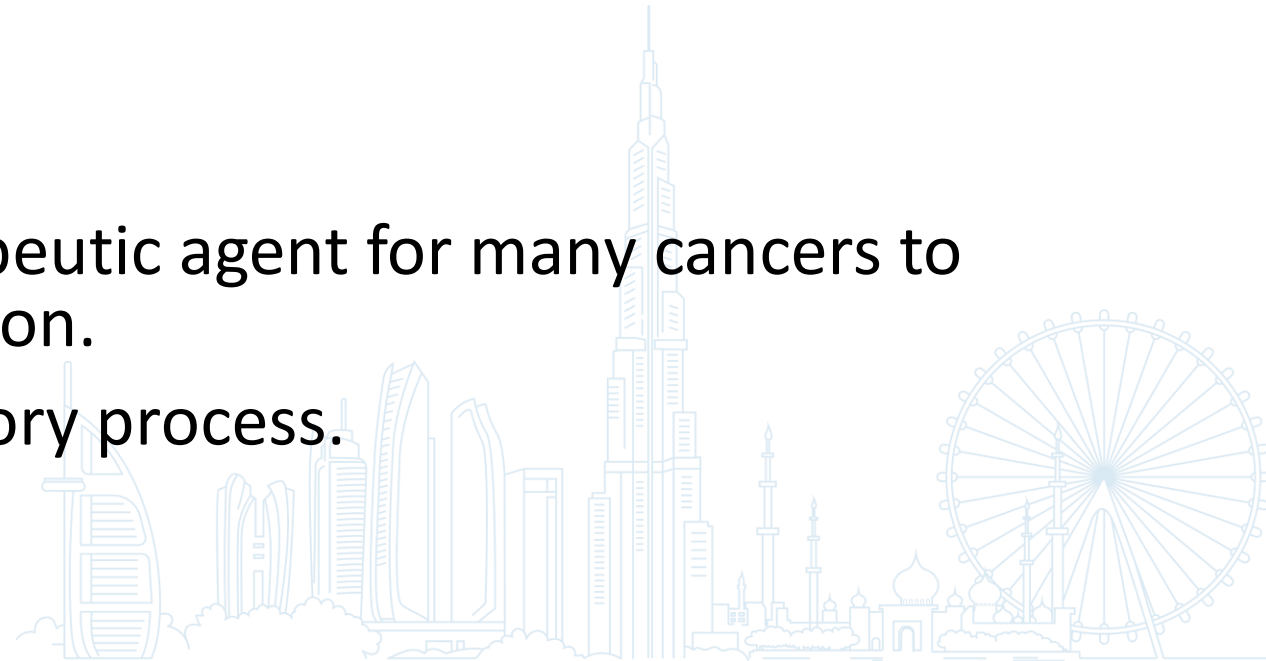 peutic agent for many cancers to
on.
ory process.